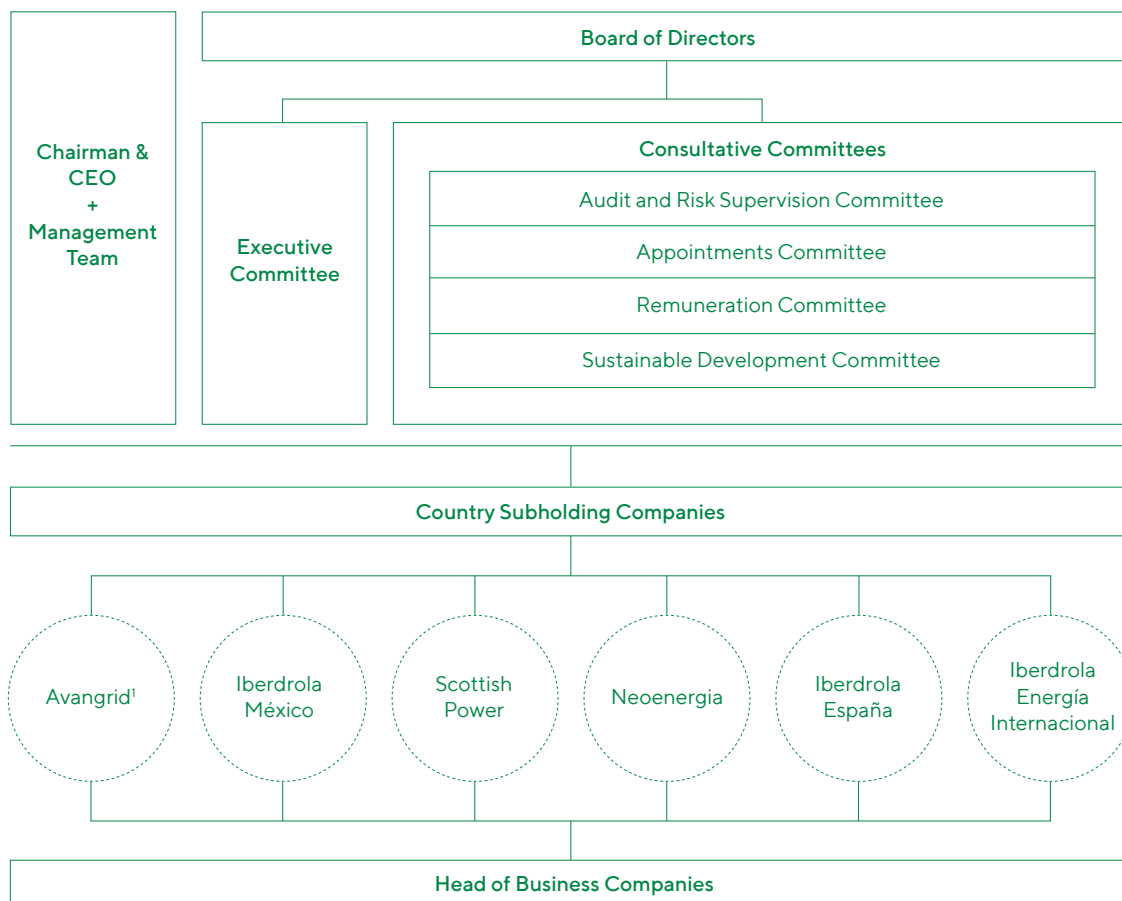 Board of Directors
Chairman &
CEO
+
Management
Team
Executive
Committee
Consultative Committees
Audit and Risk Supervision Committee
Appointments Committee
Remuneration Committee
Sustainable Development Committee
Country Subholding Companies
Avangrid¹
Iberdrola
México
Scottish
Power
Neoenergia
Iberdrola
España
Iberdrola
Energía
Internacional
Head of Business Companies